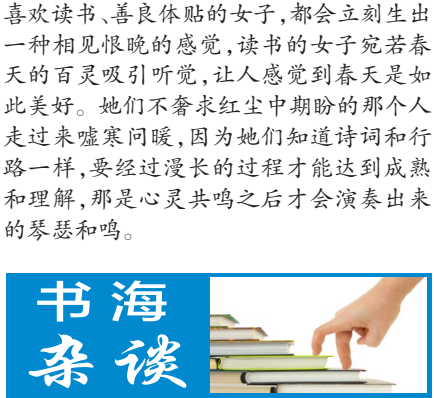 喜欢读书、善良体贴的女子，都会立刻生出
一种相见恨晚的感觉，读书的女子宛若春
天的百灵吸引听觉，让人感觉到春天是如
此美好。她们不奢求红尘中期盼的那个人
走过来嘘寒问暖，因为她们知道诗词和行
路一样，要经过漫长的过程才能达到成熟
和理解，那是心灵共鸣之后才会演奏出来
的琴瑟和鸣。
书海
杂谈